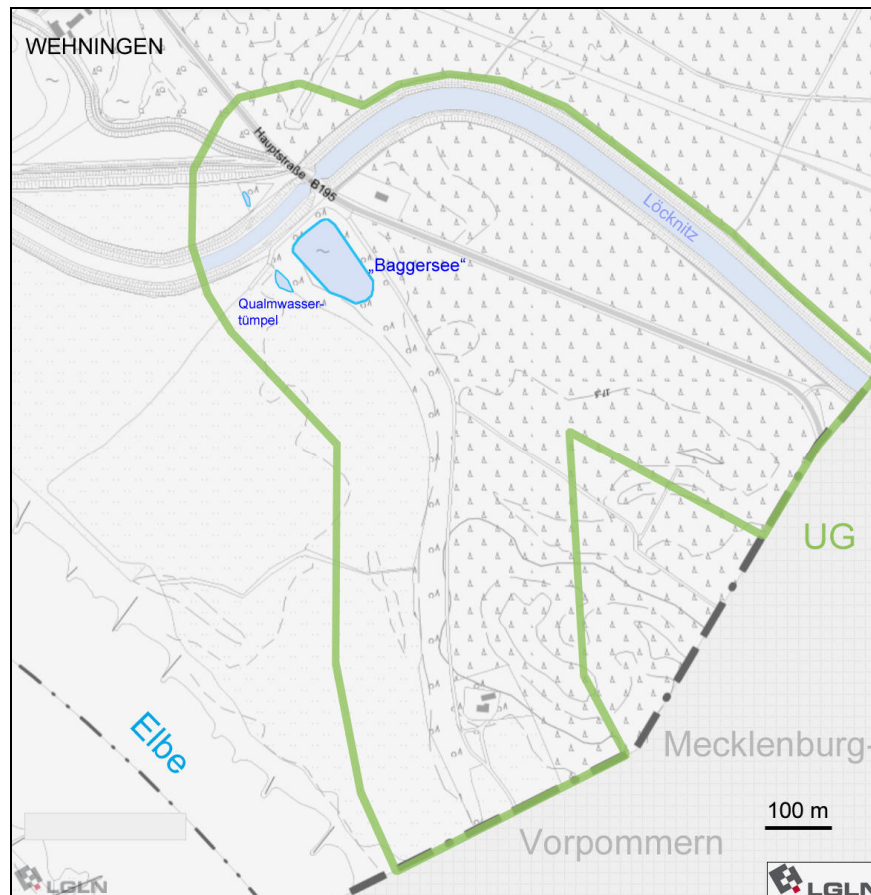 WEHNINGEN
Hauptstraße B195
Löcknitz
„Baggersee“
Qualmwasser-
tümpel
UG
Elbe
Mecklenburg-
Vorpommern
100 m
LGLN
LGLN